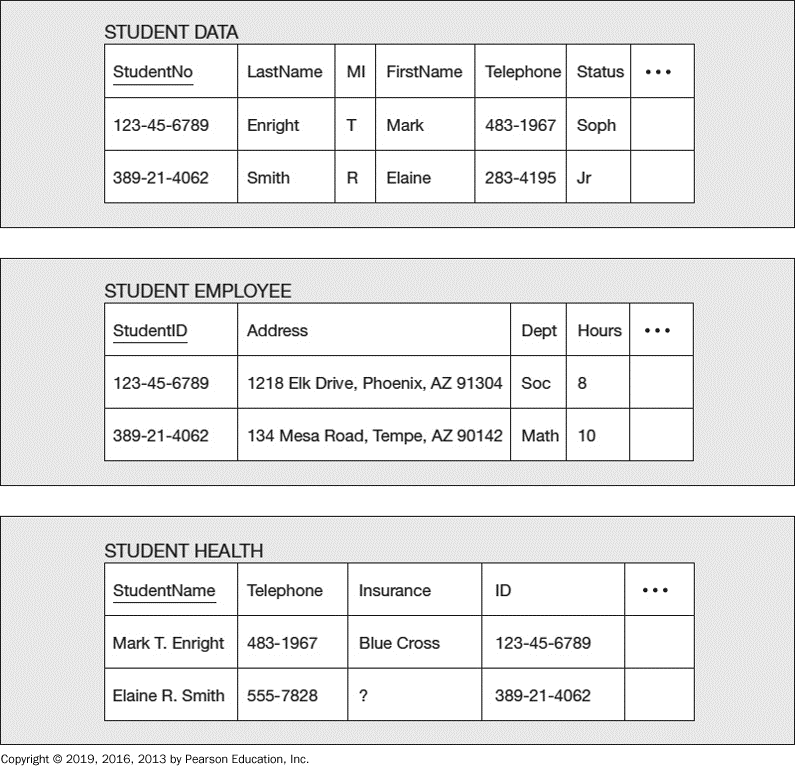 STUDENT DATA
StudentNo LastName MI FirstName Telephone Status •••
123-45-6789 Enright T Mark 483-1967 Soph
389-21-4062 Smith R Elaine 283-4195 Jr
STUDENT EMPLOYEE
StudentID Address Dept Hours •••
123-45-6789 1218 Elk Drive, Phoenix, AZ 91304 Soc 8
389-21-4062 134 Mesa Road, Tempe, AZ 90142 Math 10
STUDENT HEALTH
StudentName Telephone Insurance ID •••
Mark T. Enright 483-1967 Blue Cross 123-45-6789
Elaine R. Smith 555-7828 ? 389-21-4062
Copyright © 2019, 2016, 2013 by Pearson Education, Inc.